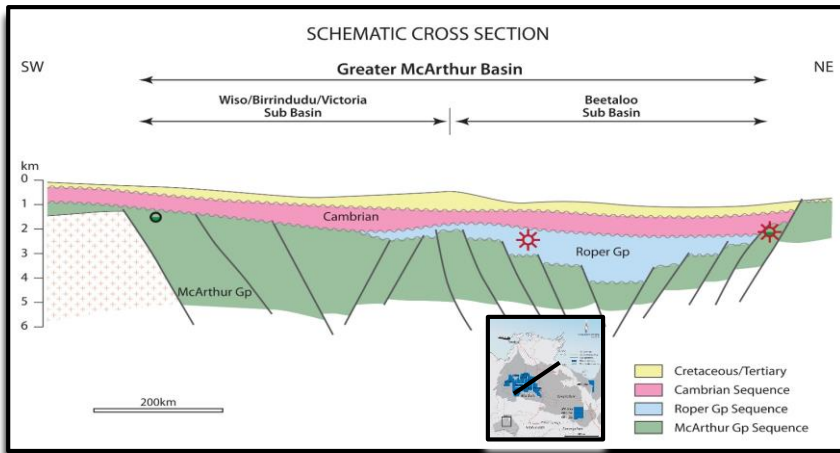 SCHEMATIC CROSS SECTION
SW
NE
Greater McArthur Basin
Wiso/Birrindudu/Victoria
Sub Basin
Beetaloo
Sub Basin
km
0
1
2
3
4
5
6
Cambrian
Roper Gp
McArthur Gp
200km
Cretaceous/Tertiary
Cambrian Sequence
Roper Gp Sequence
McArthur Gp Sequence